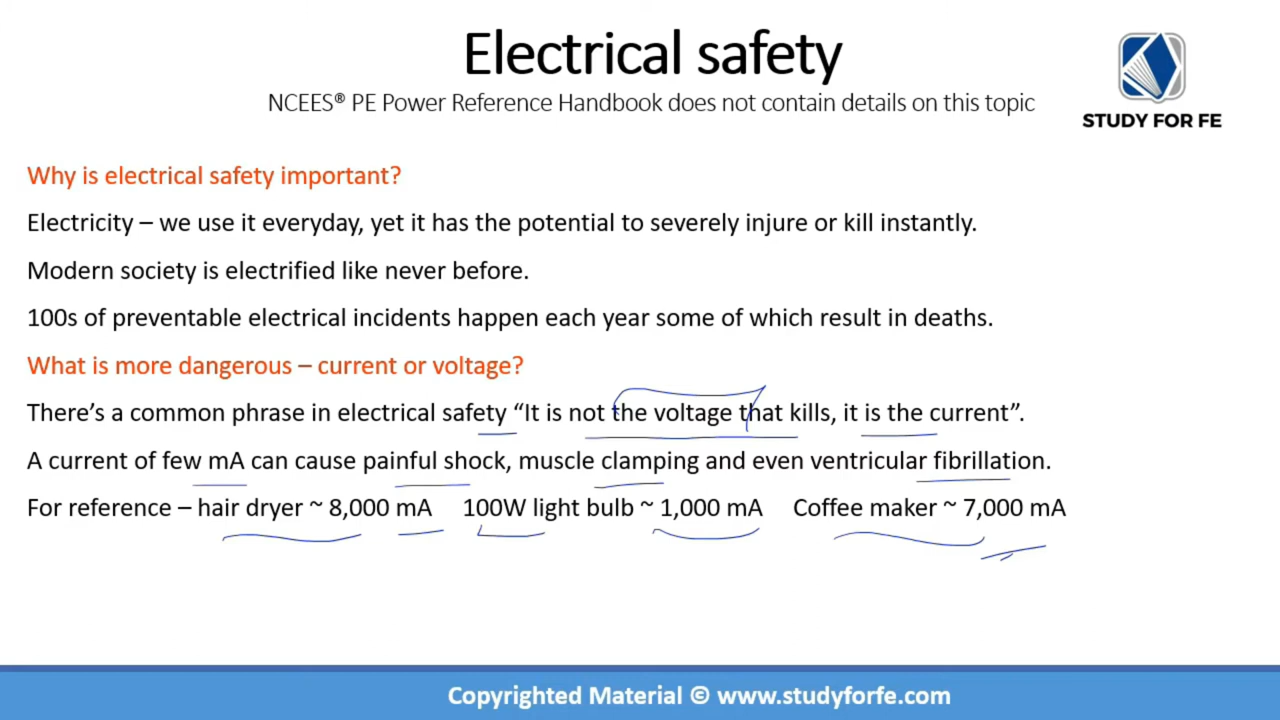 Electrical safety
NCEES® PE Power Reference Handbook does not contain details on this topic
STUDY FOR FE
Why is electrical safety important?
Electricity – we use it everyday, yet it has the potential to severely injure or kill instantly.
Modern society is electrified like never before.
100s of preventable electrical incidents happen each year some of which result in deaths.
What is more dangerous – current or voltage?
There’s a common phrase in electrical safety “It is not the voltage that kills, it is the current”.
A current of few mA can cause painful shock, muscle clamping and even ventricular fibrillation.
For reference – hair dryer ~ 8,000 mA 100W light bulb ~ 1,000 mA Coffee maker ~ 7,000 mA
Copyrighted Material © www.studyforfe.com